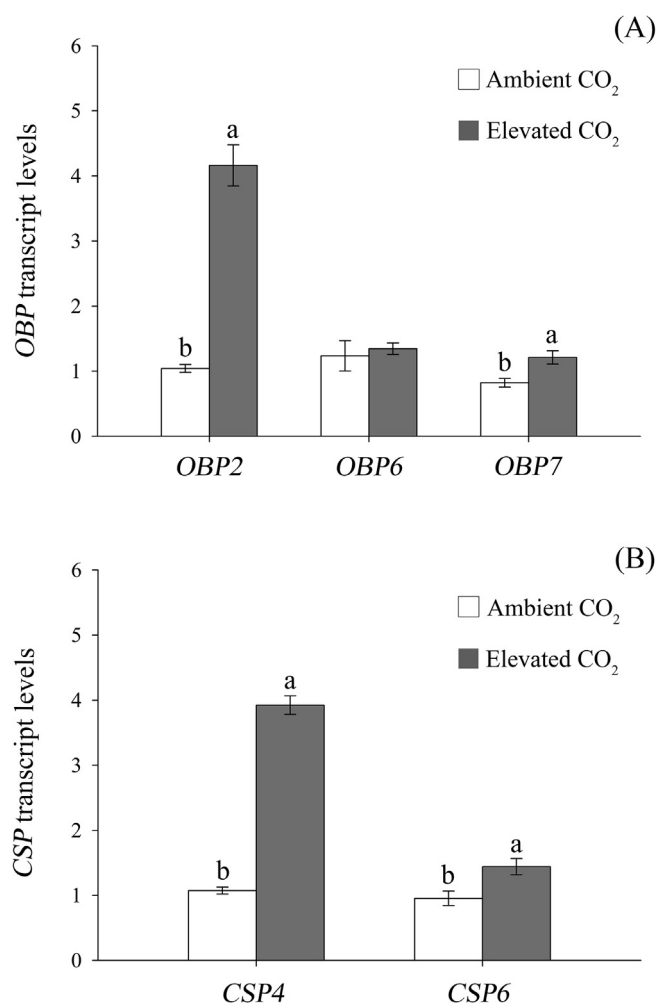 (A)
6
5
4
3
2
1
0
OBP transcript levels
Ambient CO₂
Elevated CO₂
b
a
b
a
OBP2
OBP6
OBP7
(B)
6
5
4
3
2
1
0
CSP transcript levels
Ambient CO₂
Elevated CO₂
b
a
b
a
CSP4
CSP6